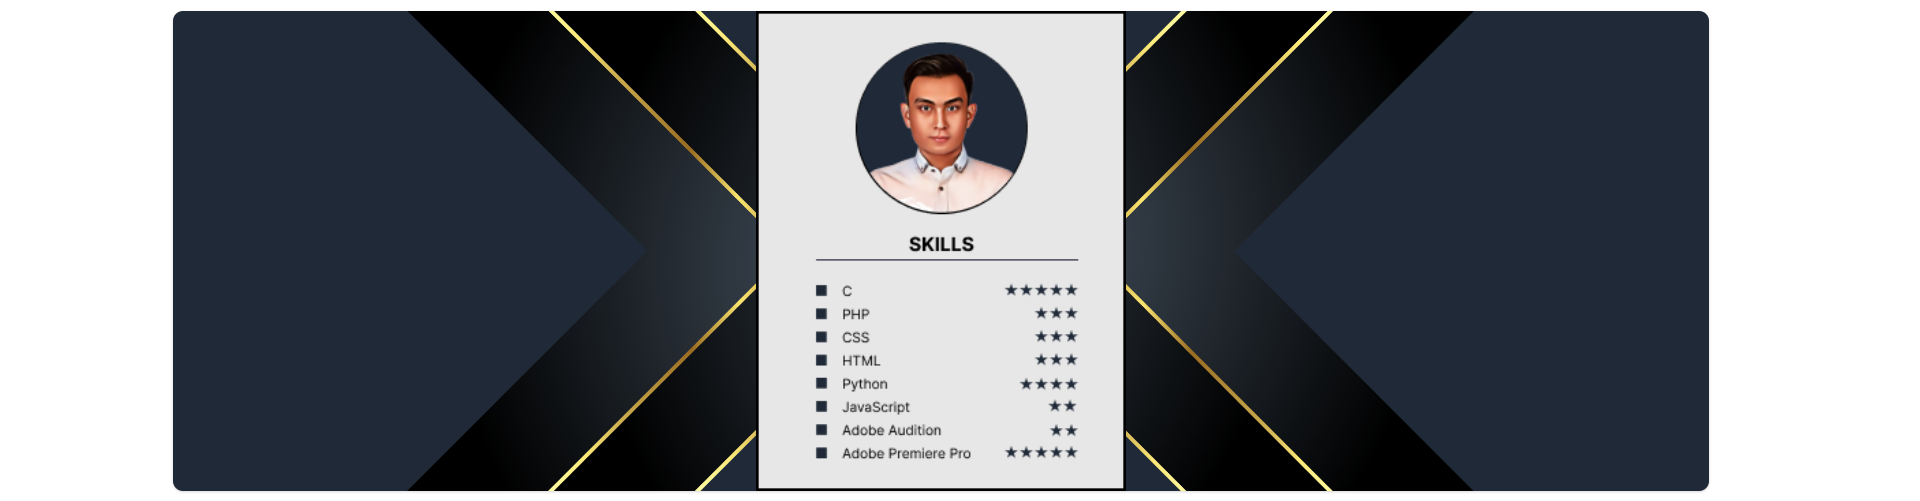 SKILLS
C ★★★★★
PHP ★★★
CSS ★★★
HTML ★★★
Python ★★★★
JavaScript ★★
Adobe Audition ★★
Adobe Premiere Pro ★★★★★